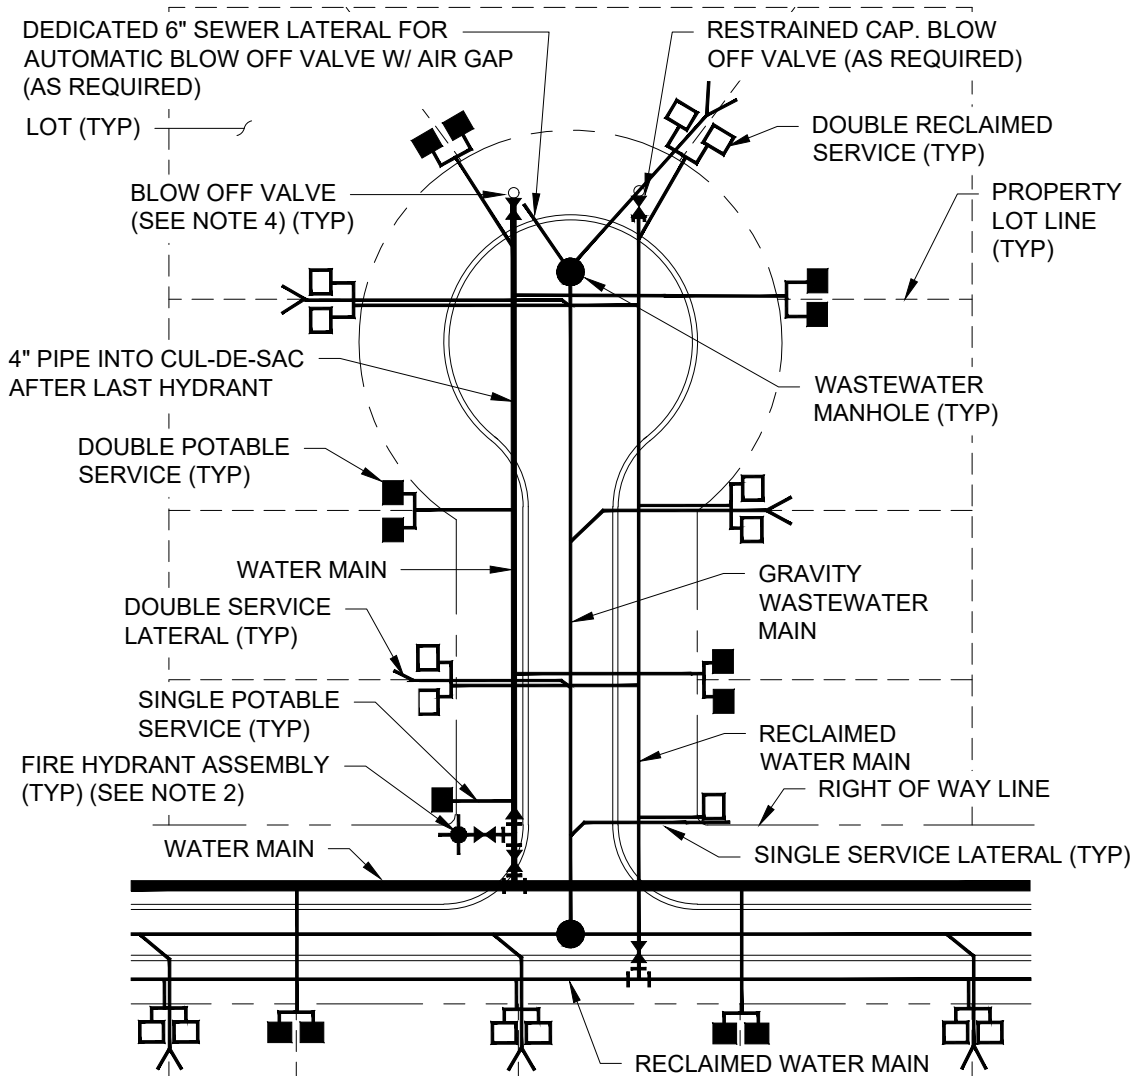 DEDICATED 6" SEWER LATERAL FOR
AUTOMATIC BLOW OFF VALVE W/ AIR GAP
(AS REQUIRED)
RESTRAINED CAP. BLOW
OFF VALVE (AS REQUIRED)
LOT (TYP)
DOUBLE RECLAIMED
SERVICE (TYP)
BLOW OFF VALVE
(SEE NOTE 4) (TYP)
PROPERTY
LOT LINE
(TYP)
4" PIPE INTO CUL-DE-SAC
AFTER LAST HYDRANT
WASTEWATER
MANHOLE (TYP)
DOUBLE POTABLE
SERVICE (TYP)
WATER MAIN
GRAVITY
WASTEWATER
MAIN
DOUBLE SERVICE
LATERAL (TYP)
SINGLE POTABLE
SERVICE (TYP)
RECLAIMED
WATER MAIN
FIRE HYDRANT ASSEMBLY
(TYP) (SEE NOTE 2)
RIGHT OF WAY LINE
WATER MAIN
SINGLE SERVICE LATERAL (TYP)
RECLAIMED WATER MAIN